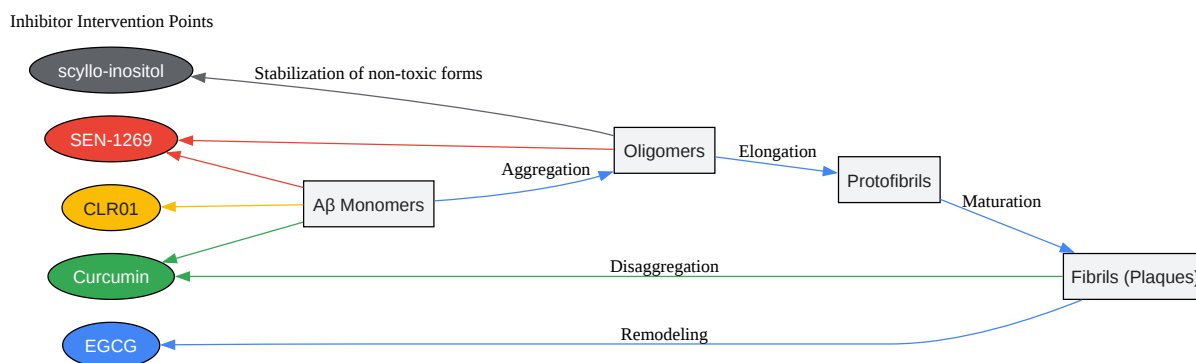 Inhibitor Intervention Points
scyllo-inositol
Stabilization of non-toxic forms
SEN-1269
Oligomers
Elongation
Aggregation
Protofibrils
CLR01
Aβ Monomers
Maturation
Curcumin
Disaggregation
Fibrils (Plaques)
EGCG
Remodeling